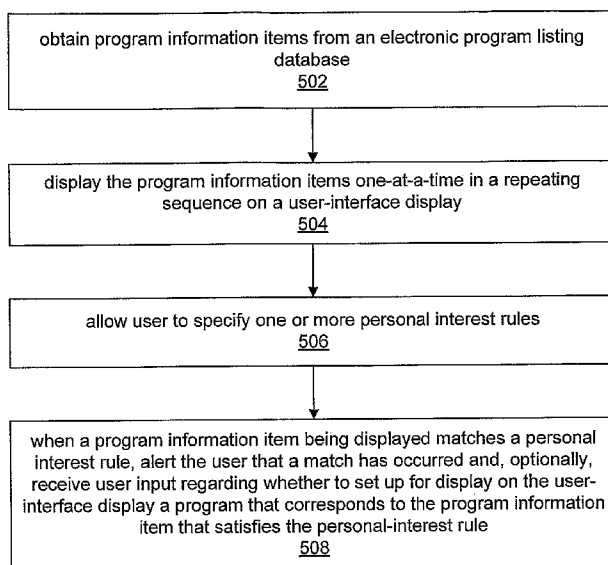 obtain program information items from an electronic program listing
database
502
display the program information items one-at-a-time in a repeating
sequence on a user-interface display
504
allow user to specify one or more personal interest rules
506
when a program information item being displayed matches a personal
interest rule, alert the user that a match has occurred and, optionally,
receive user input regarding whether to set up for display on the user-
interface display a program that corresponds to the program information
item that satisfies the personal-interest rule
508